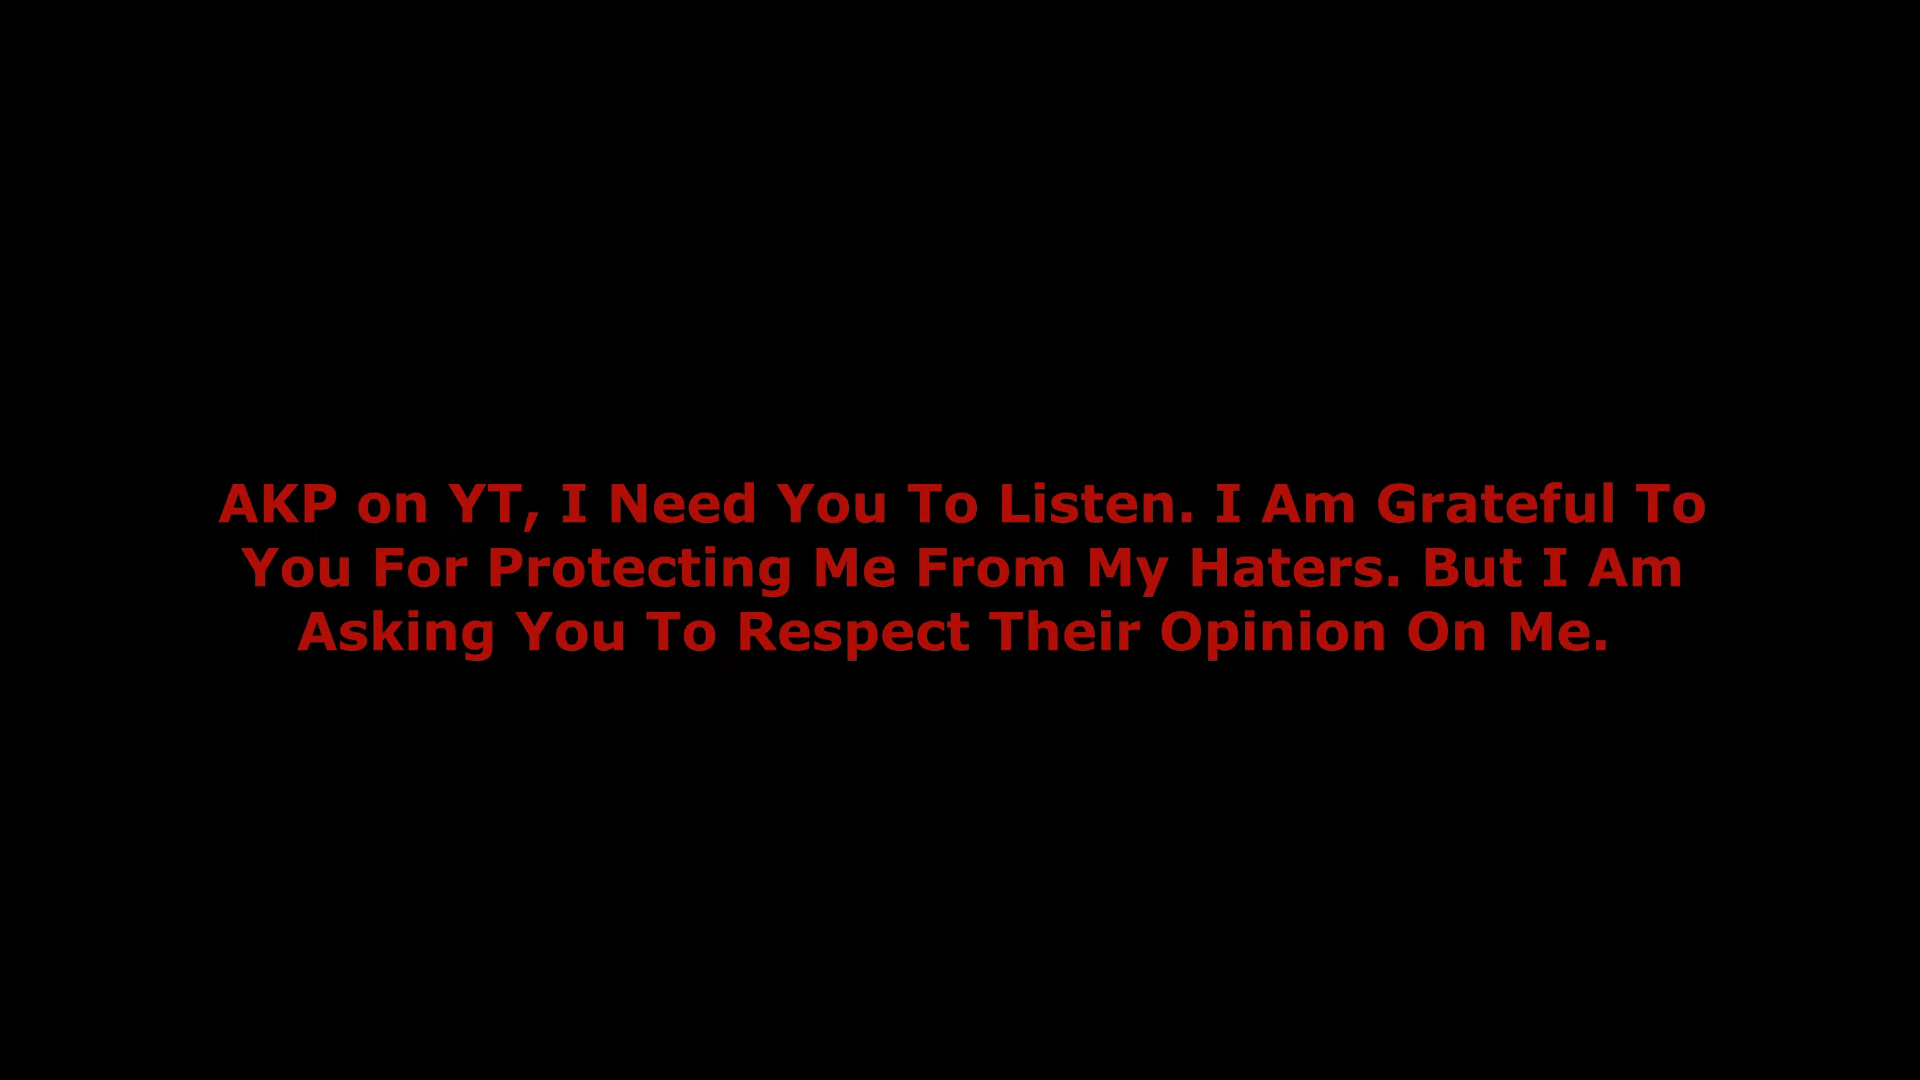 AKP on YT, I Need You To Listen. I Am Grateful To
You For Protecting Me From My Haters. But I Am
Asking You To Respect Their Opinion On Me.